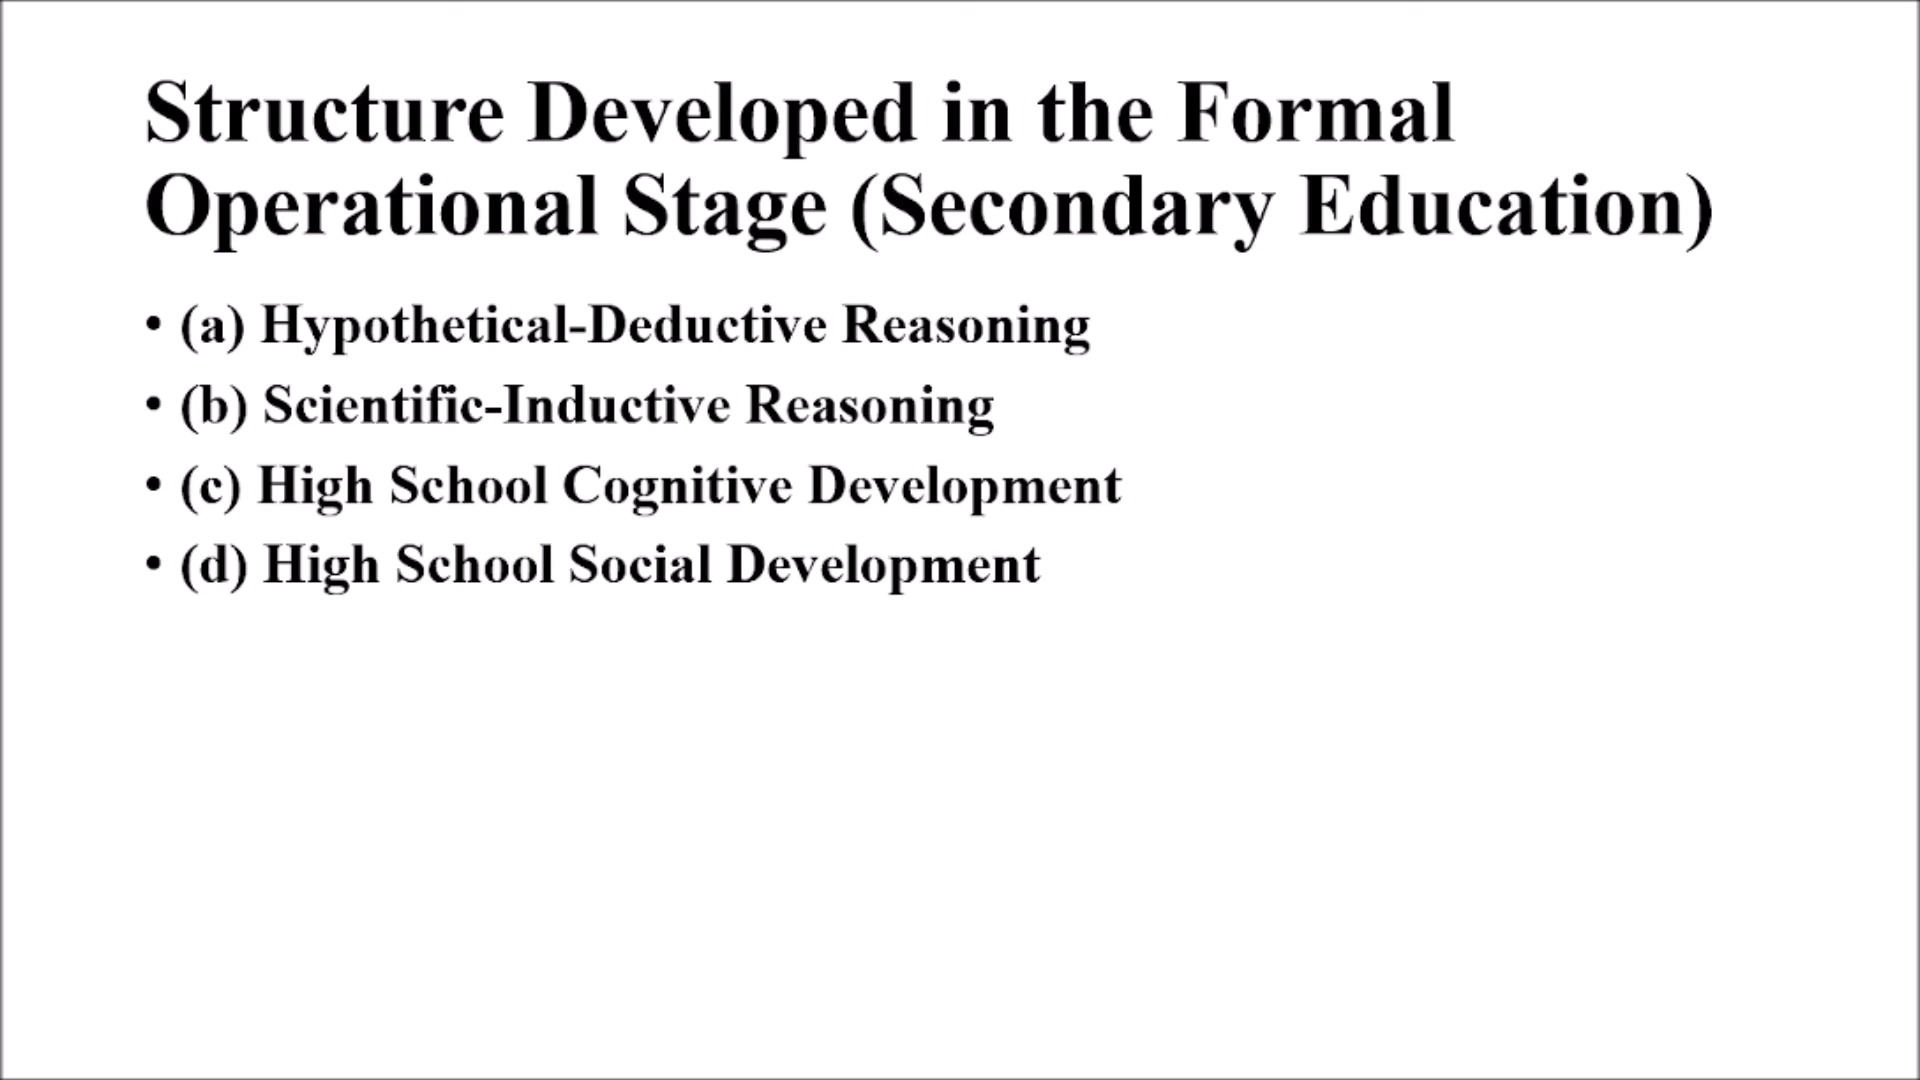 Structure Developed in the Formal
Operational Stage (Secondary Education)
• (a) Hypothetical-Deductive Reasoning
• (b) Scientific-Inductive Reasoning
• (c) High School Cognitive Development
• (d) High School Social Development